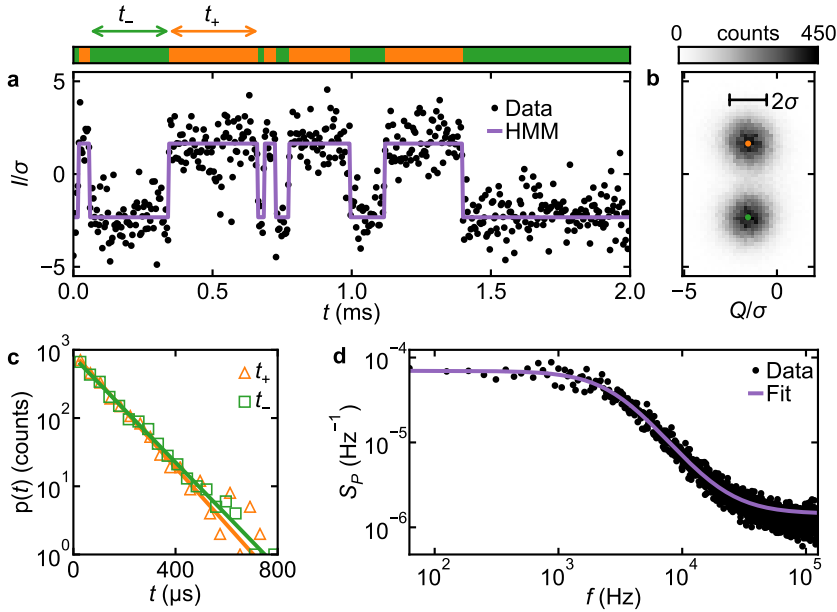 t₋ t₊
0 counts 450
a
5
0
−5
I/σ
Data
HMM
0.0 0.5 1.0 1.5 2.0
t (ms)
b
2σ
−5 0
Q/σ
c
10³
10²
10¹
10⁰
p(t) (counts)
t₊
t₋
0 400 800
t (µs)
d
10⁻⁴
10⁻⁵
10⁻⁶
S_P (Hz⁻¹)
Data
Fit
10² 10³ 10⁴ 10⁵
f (Hz)